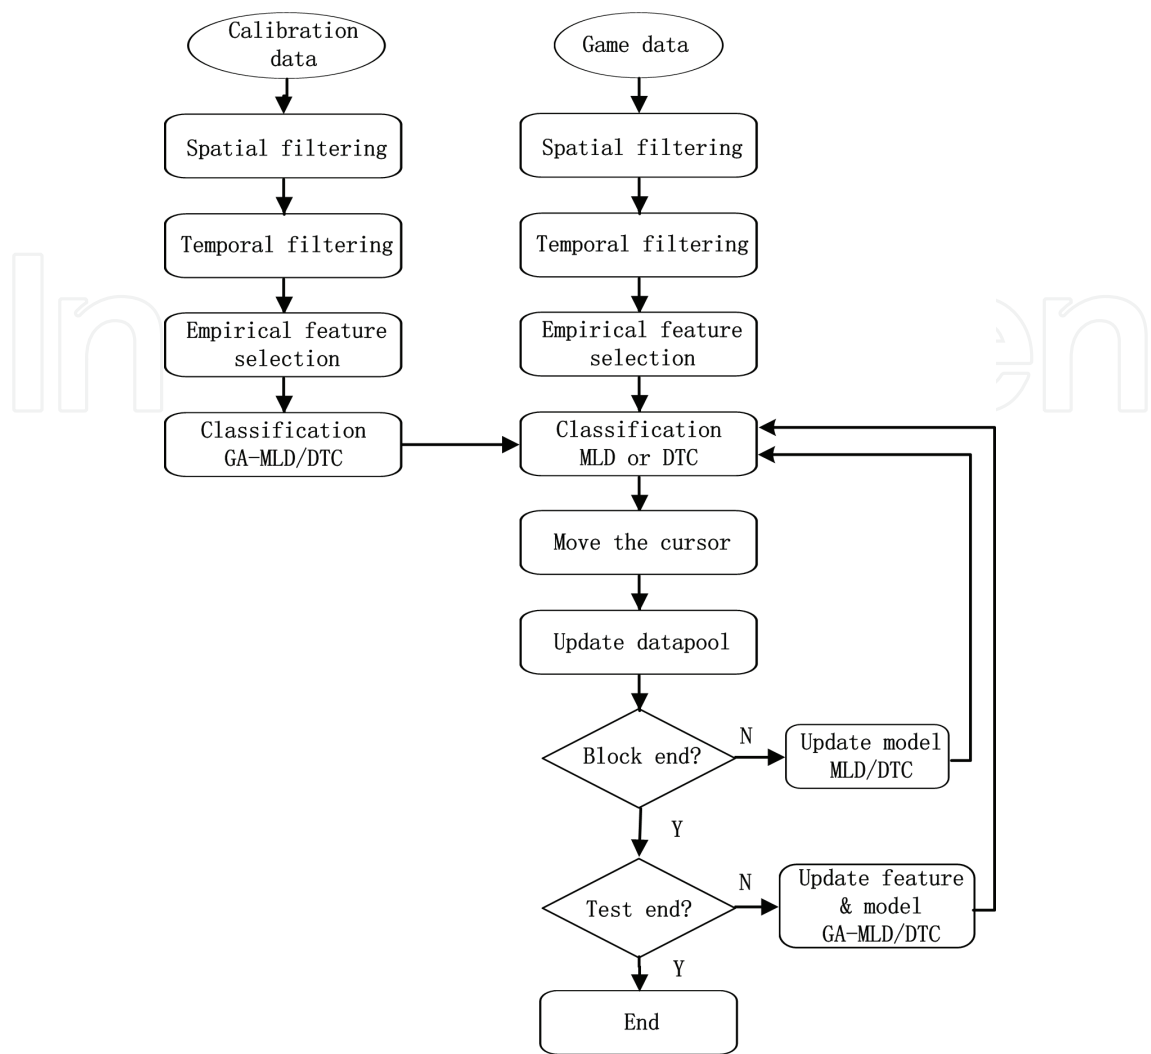 Calibration
data
Spatial filtering
Temporal filtering
Empirical feature
selection
Classification
GA-MLD/DTC
Game data
Spatial filtering
Temporal filtering
Empirical feature
selection
Classification
MLD or DTC
Move the cursor
Update datapool
Block end?
N
Update model
MLD/DTC
Y
Test end?
N
Update feature
& model
GA-MLD/DTC
Y
End